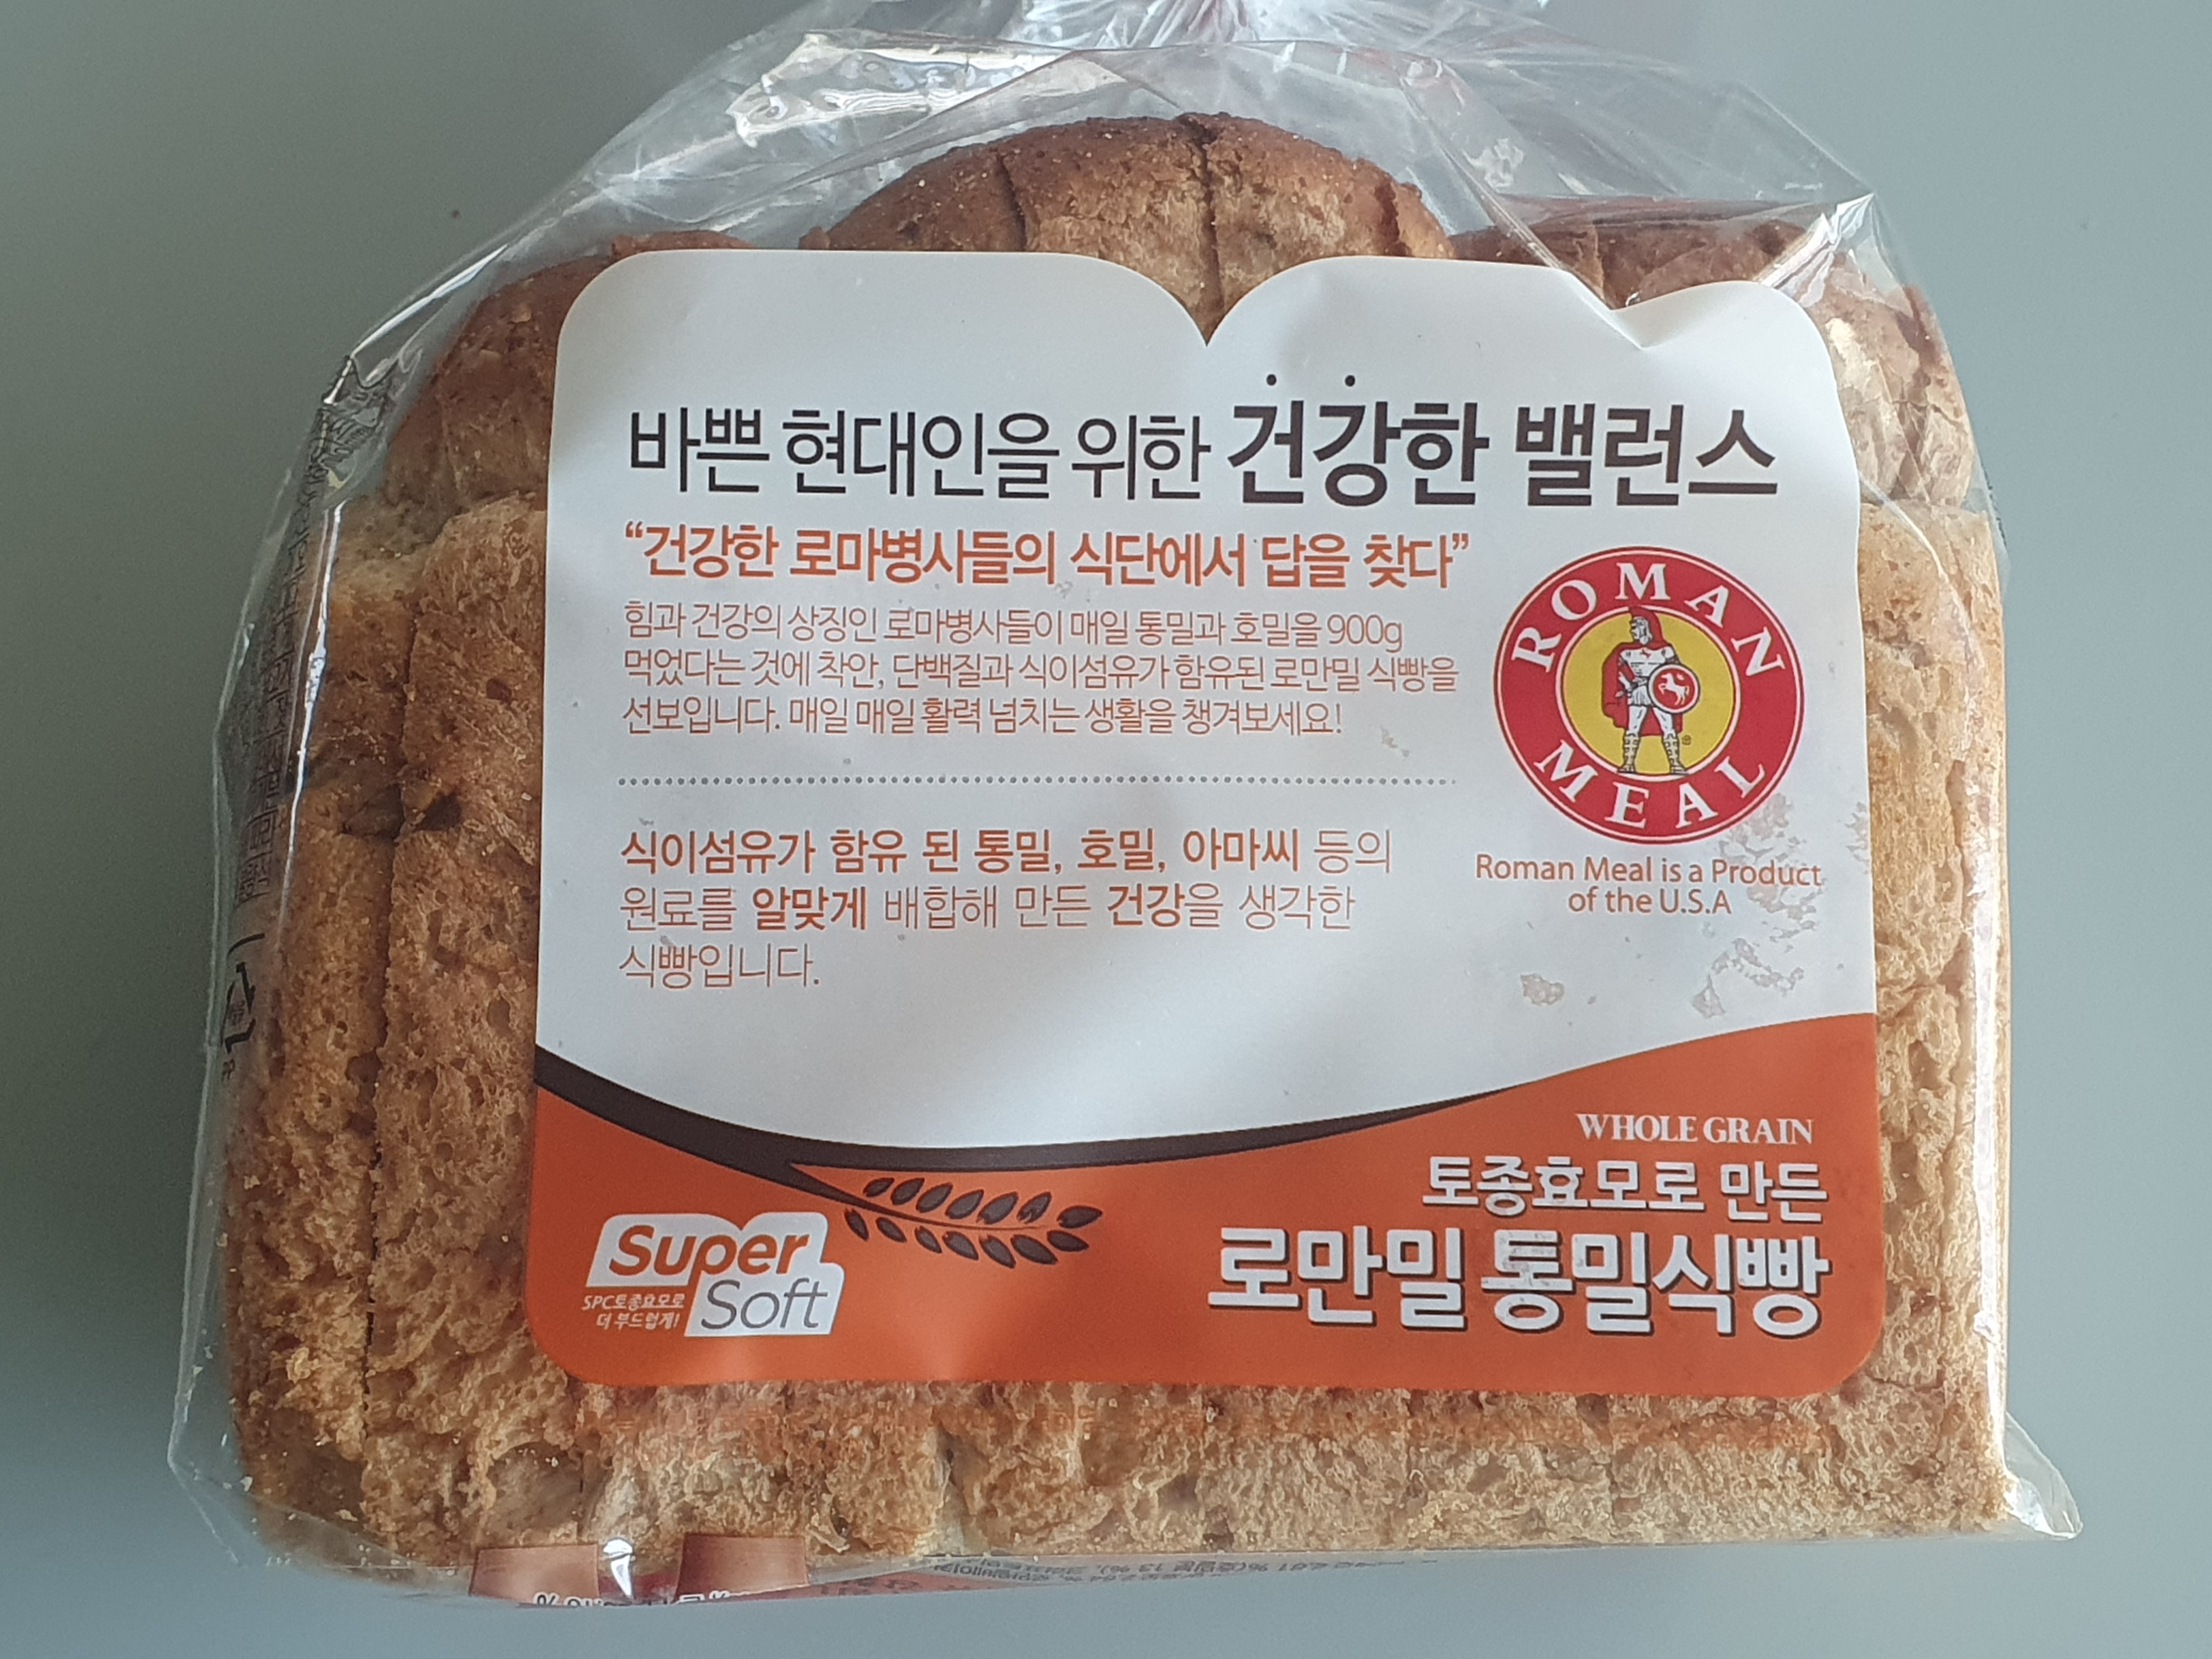 바쁜 현대인을 위한 건강한 밸런스
“건강한 로마병사들의 식단에서 답을 찾다”
힘과 건강의 상징인 로마병사들이 매일 통밀과 호밀을 900g
먹었다는 것에 착안, 단백질과 식이섬유가 함유된 로만밀 식빵을
선보입니다. 매일 매일 활력 넘치는 생활을 챙겨보세요!
ROMAN
MEAL
®
Roman Meal is a Product
of the U.S.A
식이섬유가 함유 된 통밀, 호밀, 아마씨 등의
원료를 알맞게 배합해 만든 건강을 생각한
식빵입니다.
WHOLE GRAIN
토종효모로 만든
로만밀 통밀식빵
Super
Soft
SPC토종효모로
더 부드럽게!